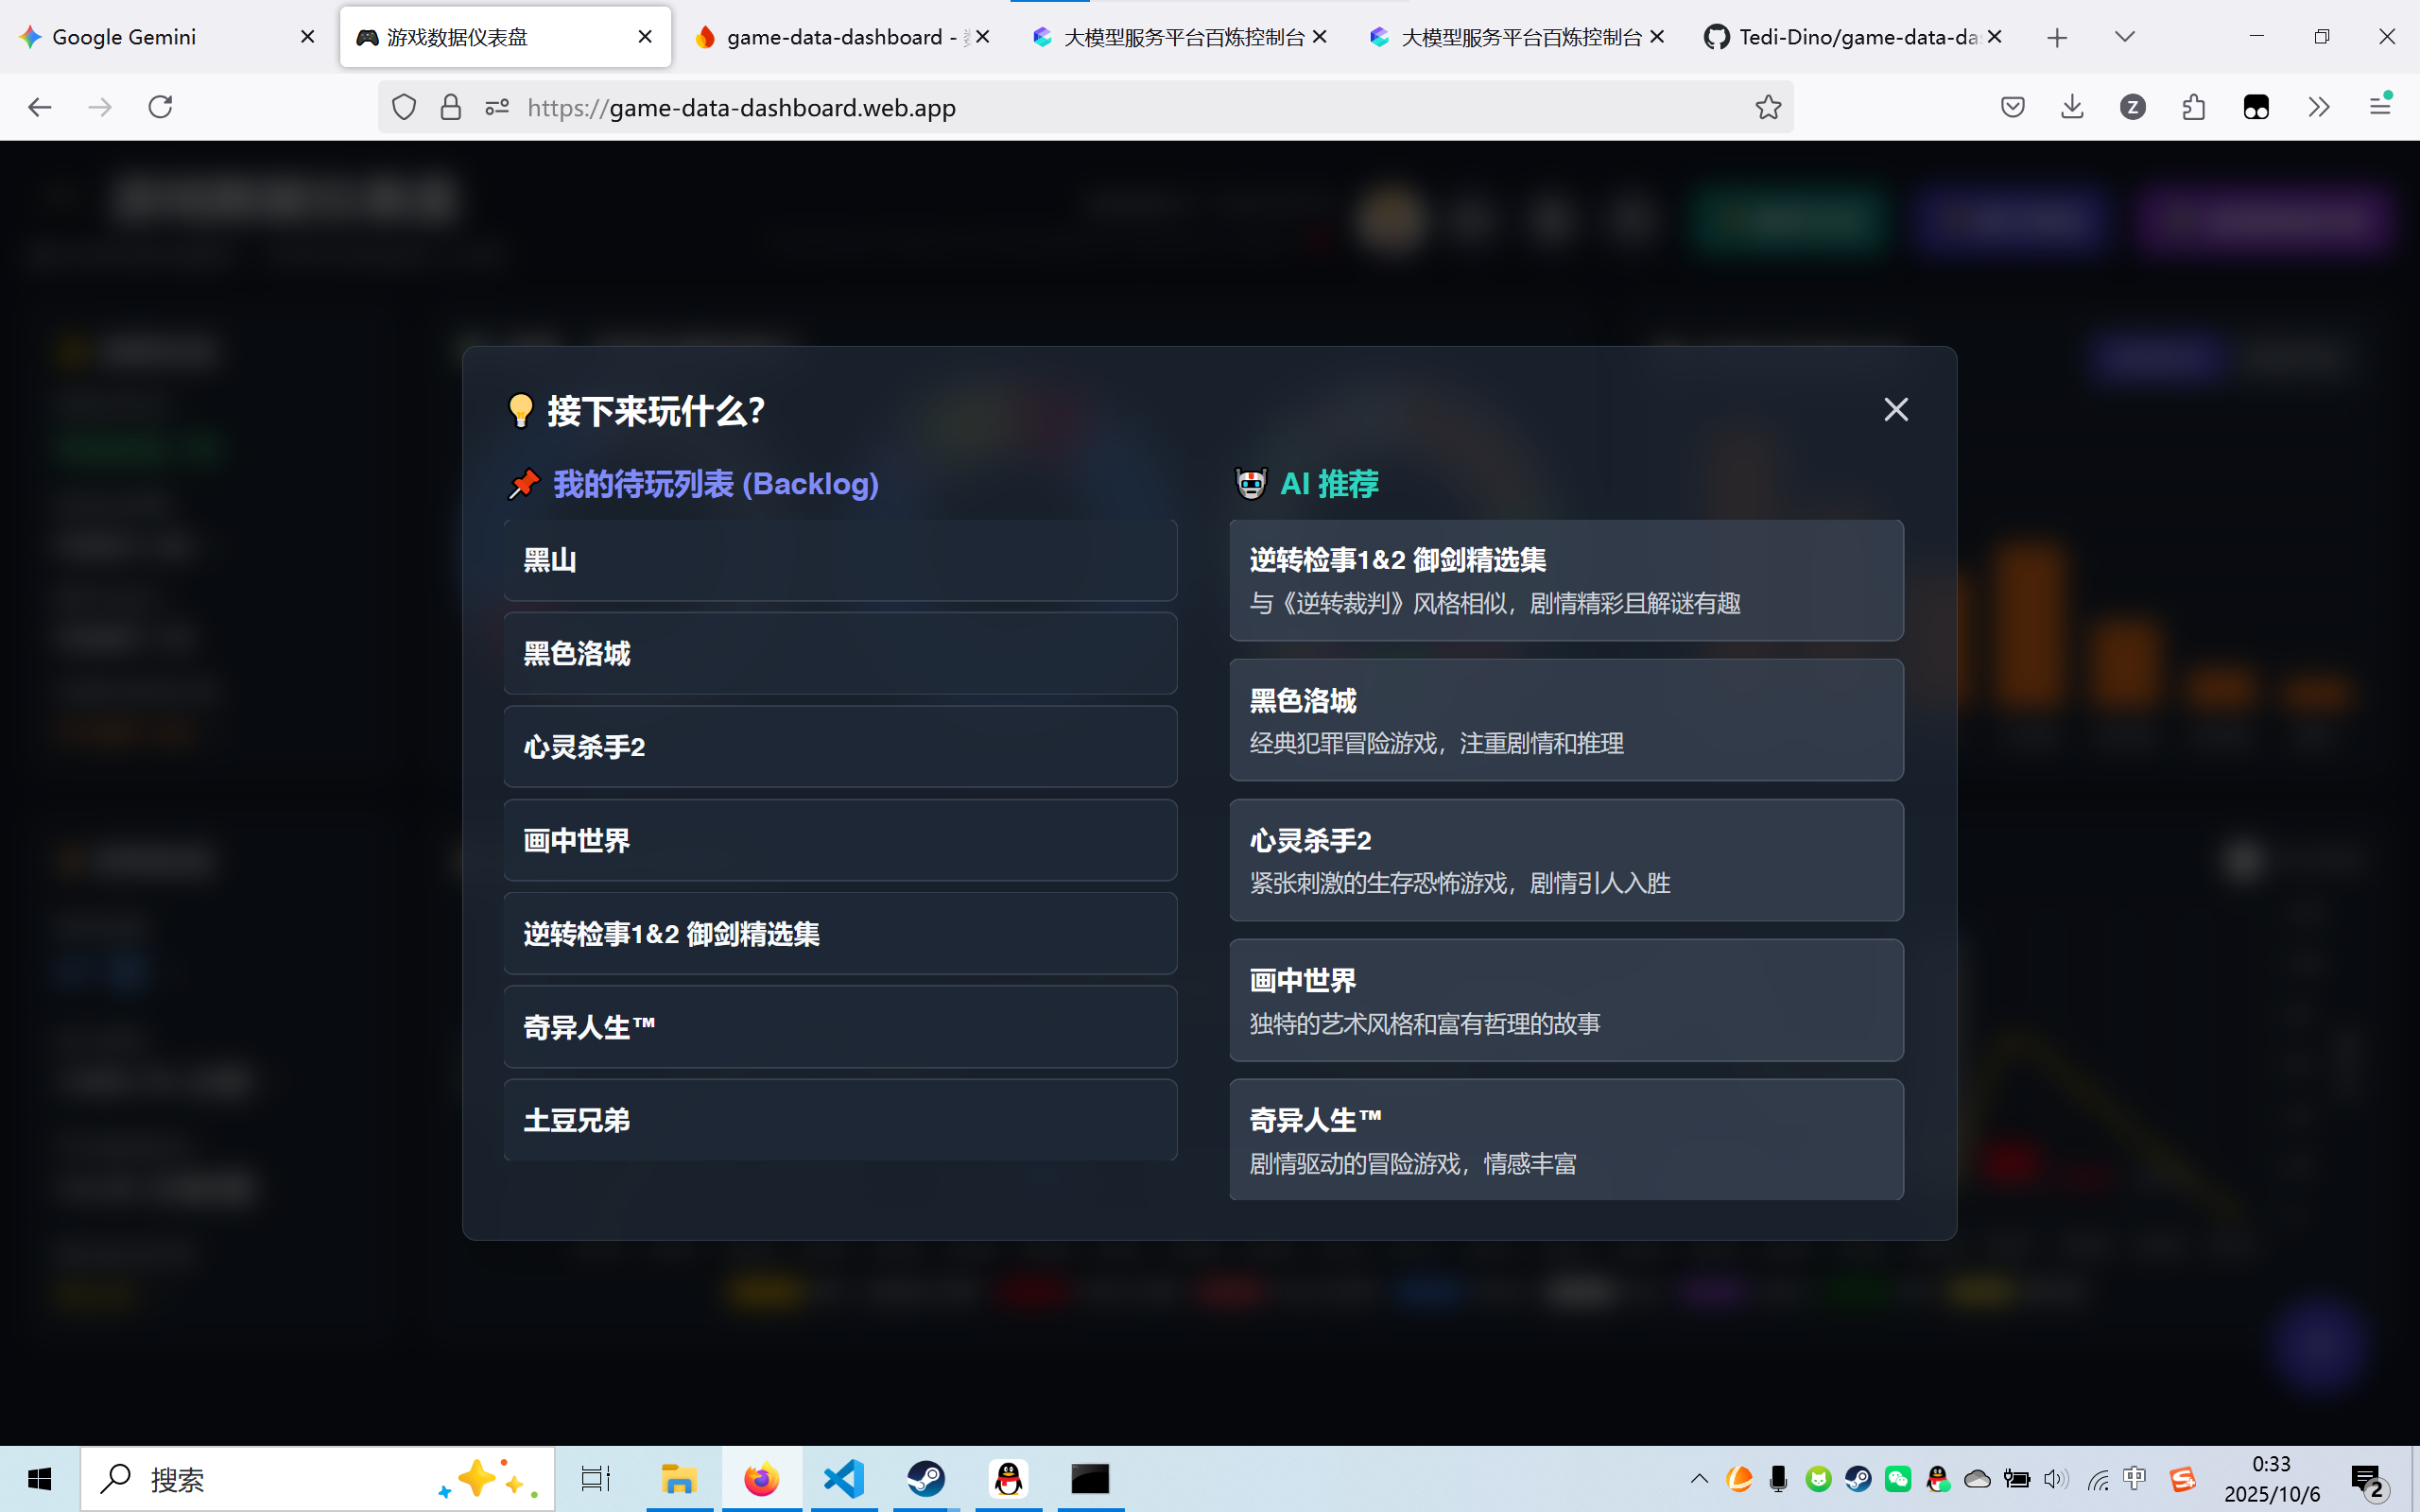 Google Gemini
游戏数据仪表盘
game-data-dashboard -
大模型服务平台百炼控制台
大模型服务平台百炼控制台
Tedi-Dino/game-data-da
https://game-data-dashboard.web.app
Z
接下来玩什么?
我的待玩列表 (Backlog)
黑山
黑色洛城
心灵杀手2
画中世界
逆转检事1&2 御剑精选集
奇异人生™
土豆兄弟
AI 推荐
逆转检事1&2 御剑精选集
与《逆转裁判》风格相似，剧情精彩且解谜有趣
黑色洛城
经典犯罪冒险游戏，注重剧情和推理
心灵杀手2
紧张刺激的生存恐怖游戏，剧情引人入胜
画中世界
独特的艺术风格和富有哲理的故事
奇异人生™
剧情驱动的冒险游戏，情感丰富
搜索
中
0:33
2025/10/6
2